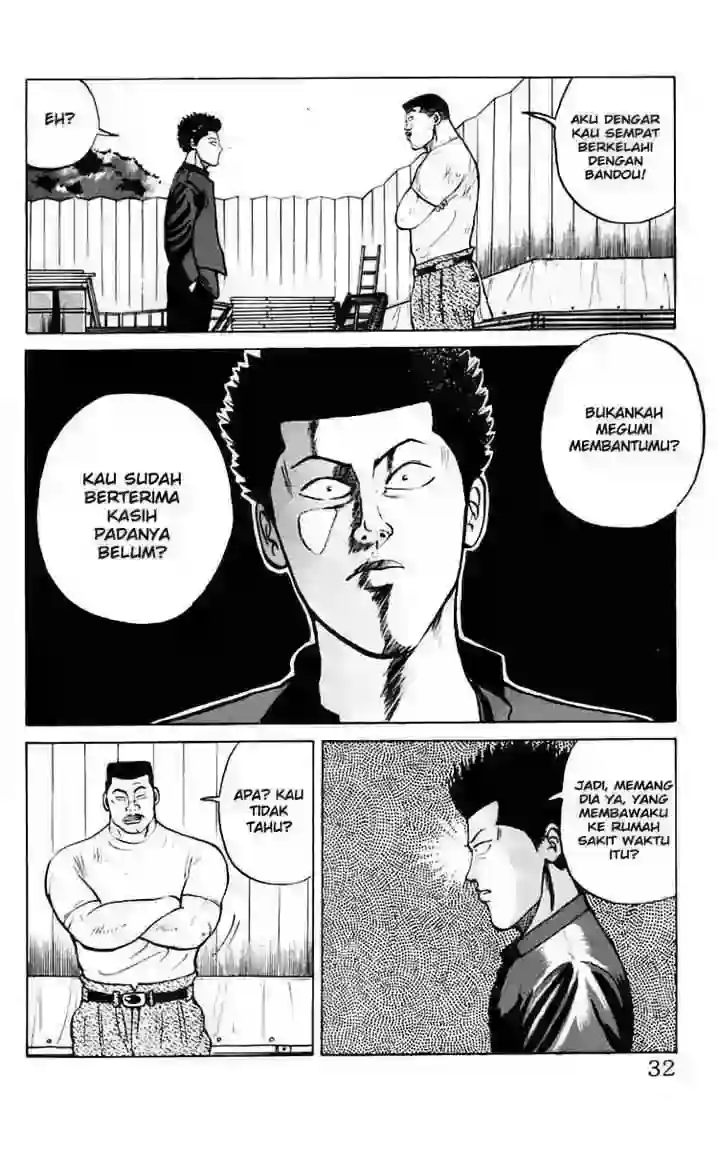 AKU DENGAR
KAU SEMPAT
BERKELAHI
DENGAN
BANDOU!
EH?
BUKANKAH
MEGUMI
MEMBANTUMU?
KAU SUDAH
BERTERIMA
KASIH
PADANYA
BELUM?
JADI, MEMANG
DIA YA, YANG
MEMBAWAKU
KE RUMAH
SAKIT WAKTU
ITU?
APA? KAU
TIDAK
TAHU?
32